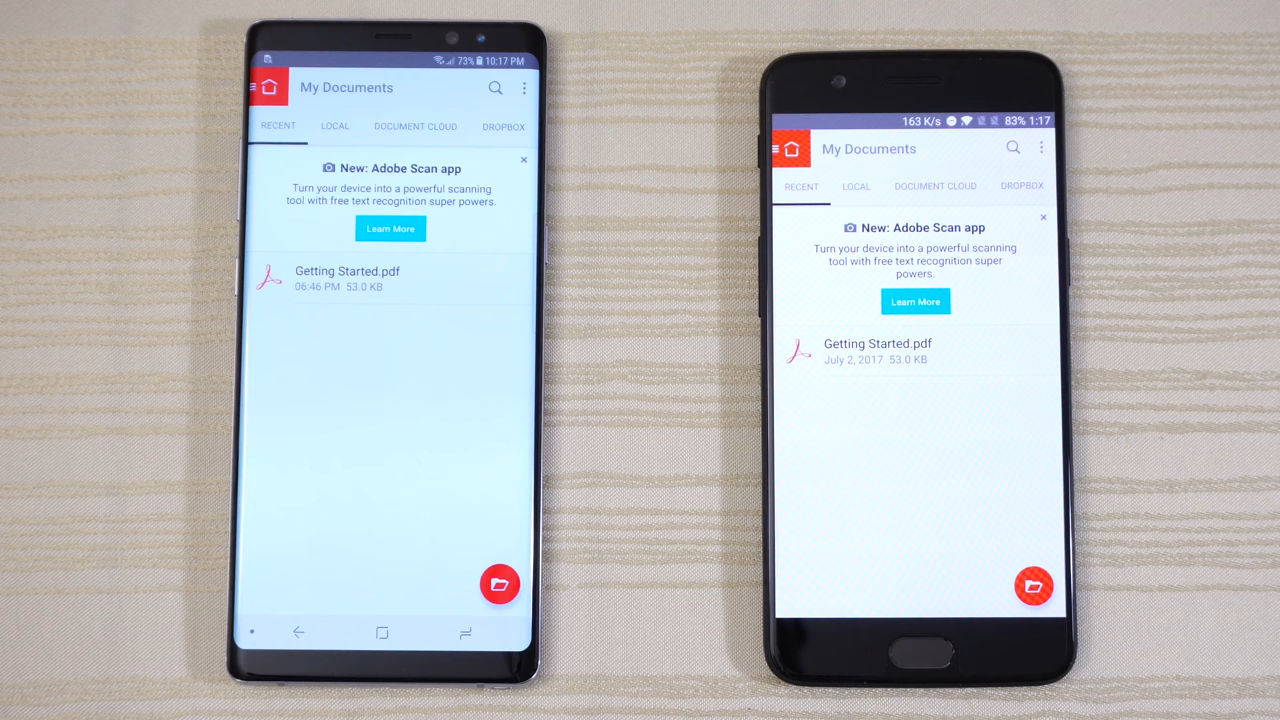 73% 10:17 PM
My Documents
RECENT LOCAL DOCUMENT CLOUD DROPBOX
New: Adobe Scan app
Turn your device into a powerful scanning
tool with free text recognition super powers.
Learn More
Getting Started.pdf
06:46 PM 53.0 KB
163 K/s 83% 1:17
My Documents
RECENT LOCAL DOCUMENT CLOUD DROPBOX
New: Adobe Scan app
Turn your device into a powerful scanning
tool with free text recognition super
powers.
Learn More
Getting Started.pdf
July 2, 2017 53.0 KB